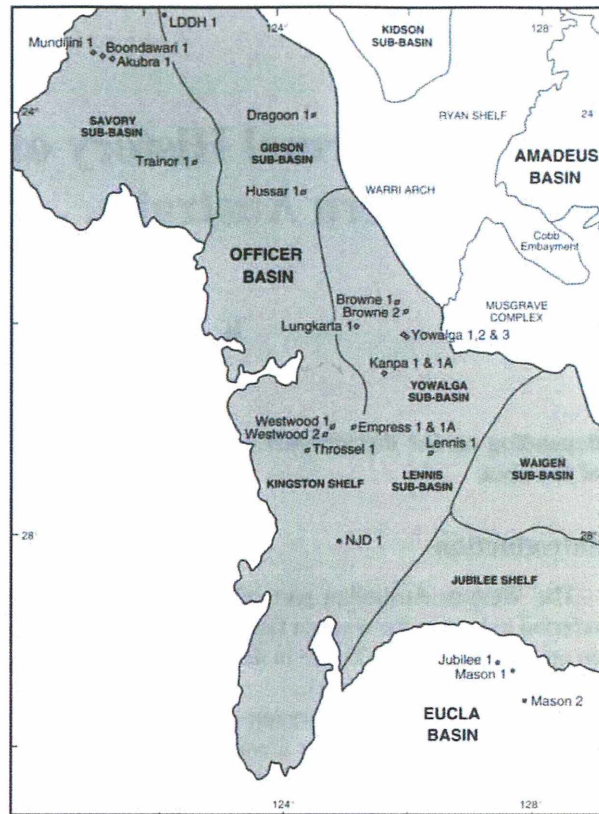 124°
128°
LDDH 1
KIDSON
SUB-BASIN
Mundijini 1
Boondawari 1
Akubra 1
24°
24
SAVORY
SUB-BASIN
Dragoon 1
RYAN SHELF
GIBSON
SUB-BASIN
AMADEUS
BASIN
Trainor 1
Hussar 1
WARRI ARCH
Cobb
Embayment
OFFICER
BASIN
Browne 1
Browne 2
MUSGRAVE
COMPLEX
Lungkarta 1
Yowalga 1,2 & 3
Kanpa 1 & 1A
YOWALGA
SUB-BASIN
Westwood 1
Empress 1 & 1A
Westwood 2
Lennis 1
Throssel 1
WAIGEN
SUB-BASIN
KINGSTON SHELF
LENNIS
SUB-BASIN
28°
28°
NJD 1
JUBILEE SHELF
Jubilee 1
Mason 1
Mason 2
EUCLA
BASIN
124°
128°